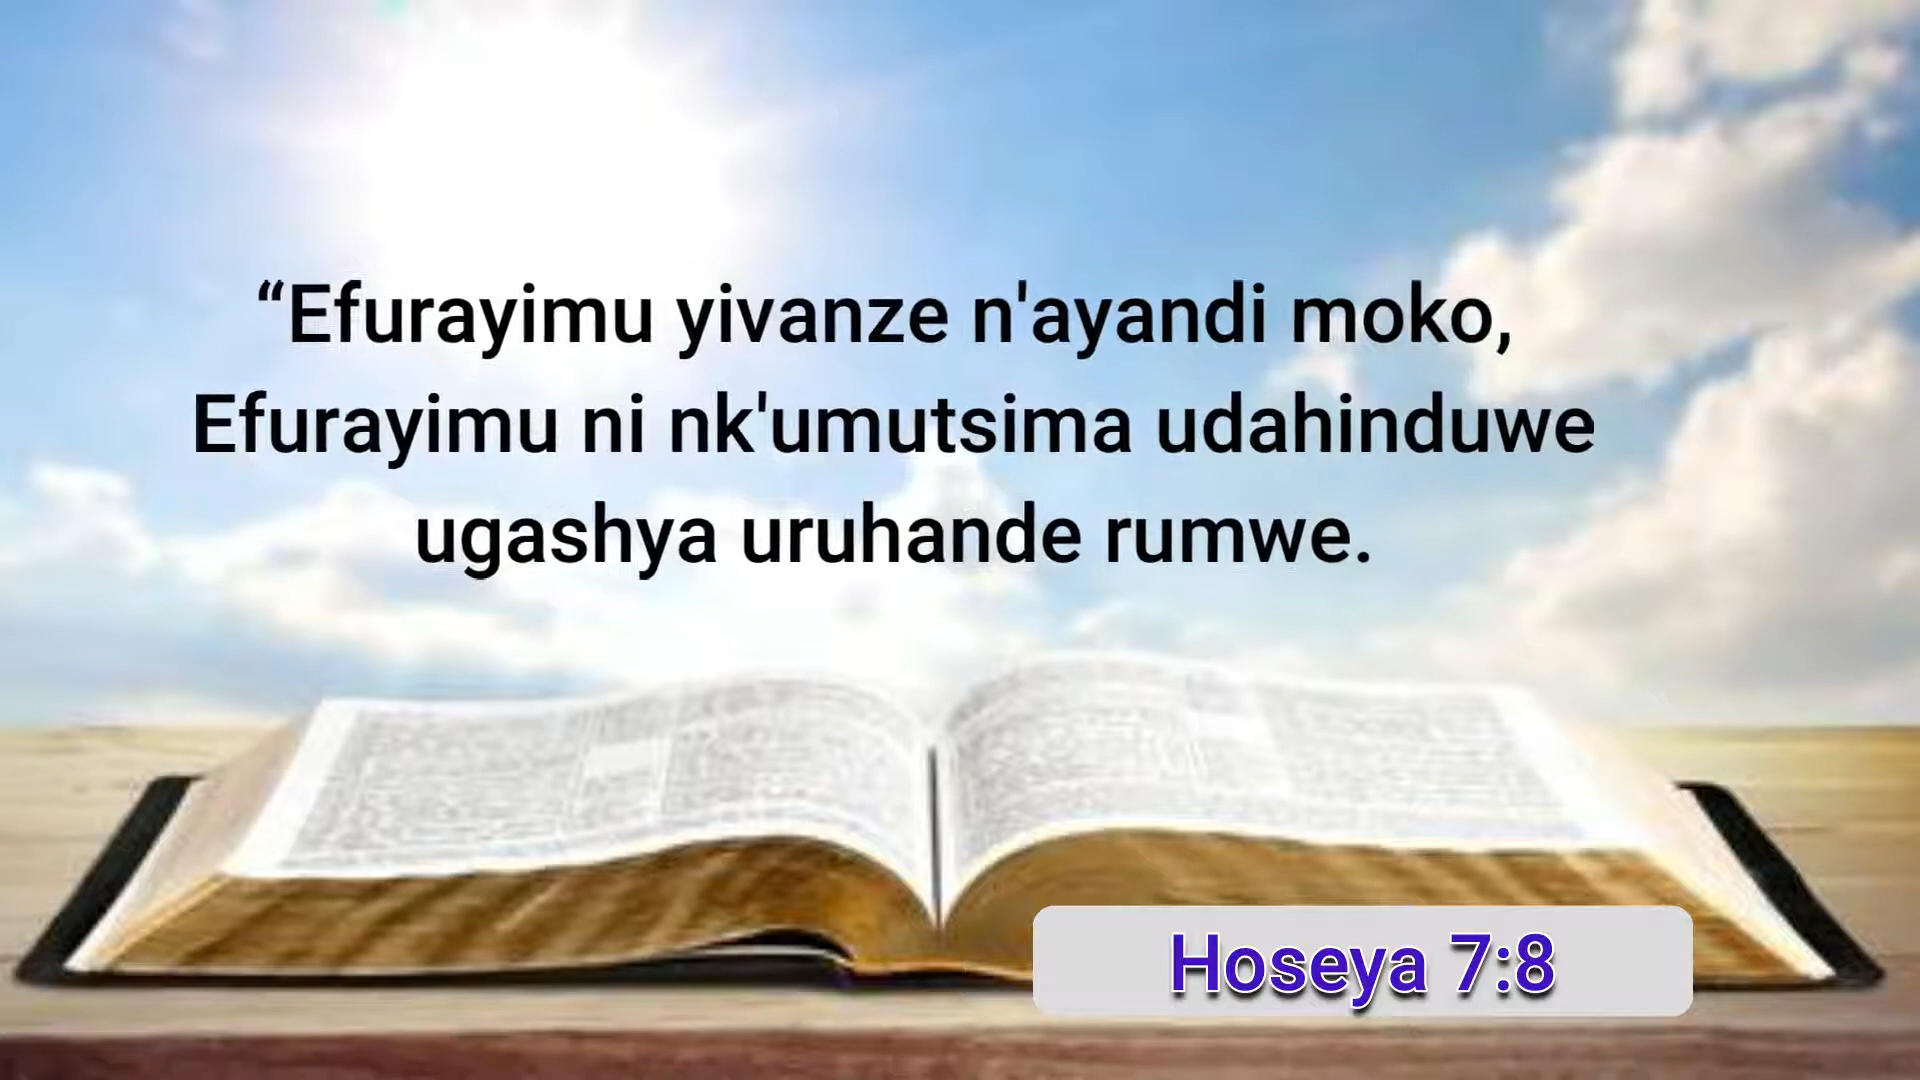 “Efurayimu yivanze n'ayandi moko,
Efurayimu ni nk'umutsima udahinduwe
ugashya uruhande rumwe.
Hoseya 7:8